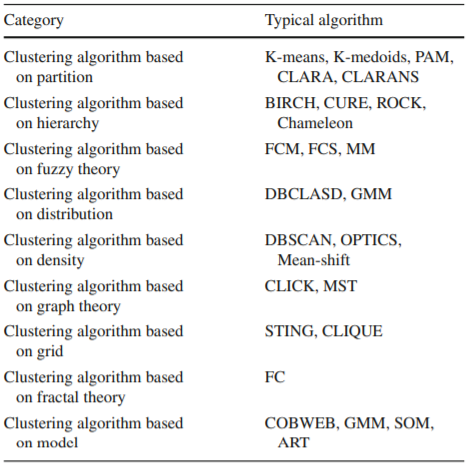 Category Typical algorithm
Clustering algorithm based K-means, K-medoids, PAM,
on partition CLARA, CLARANS
Clustering algorithm based BIRCH, CURE, ROCK,
on hierarchy Chameleon
Clustering algorithm based FCM, FCS, MM
on fuzzy theory
Clustering algorithm based DBCLASD, GMM
on distribution
Clustering algorithm based DBSCAN, OPTICS,
on density Mean-shift
Clustering algorithm based CLICK, MST
on graph theory
Clustering algorithm based STING, CLIQUE
on grid
Clustering algorithm based FC
on fractal theory
Clustering algorithm based COBWEB, GMM, SOM,
on model ART